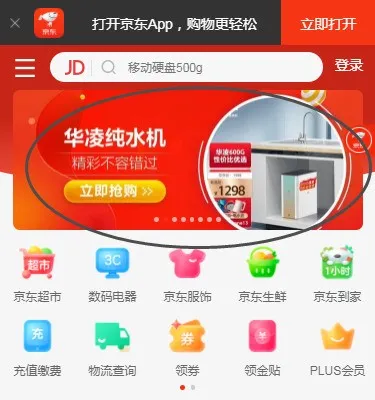 京东
打开京东App，购物更轻松
立即打开
JD
移动硬盘500g
登录
华凌纯水机
精彩不容错过
立即抢购 >>
华凌600G
性价比优选
¥1298
超市
3C
1小时
京东超市
数码电器
京东服饰
京东生鲜
京东到家
充
券
¥
充值缴费
物流查询
领券
领金贴
PLUS会员